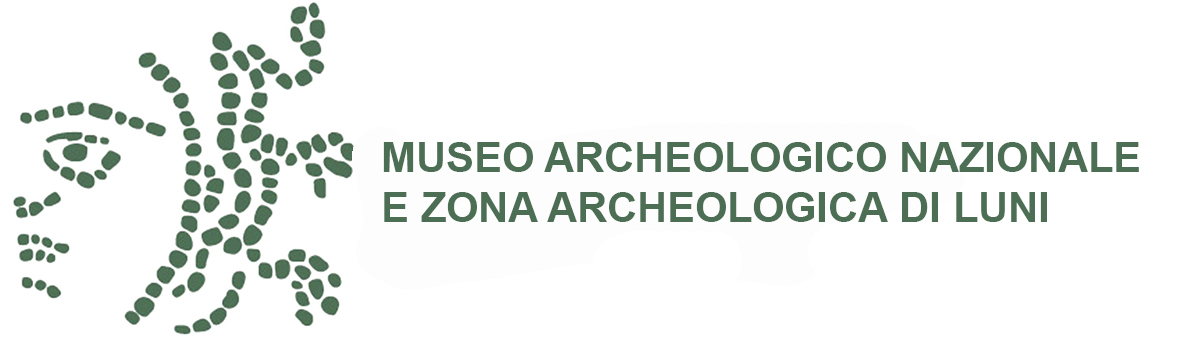 MUSEO ARCHEOLOGICO NAZIONALE
E ZONA ARCHEOLOGICA DI LUNI